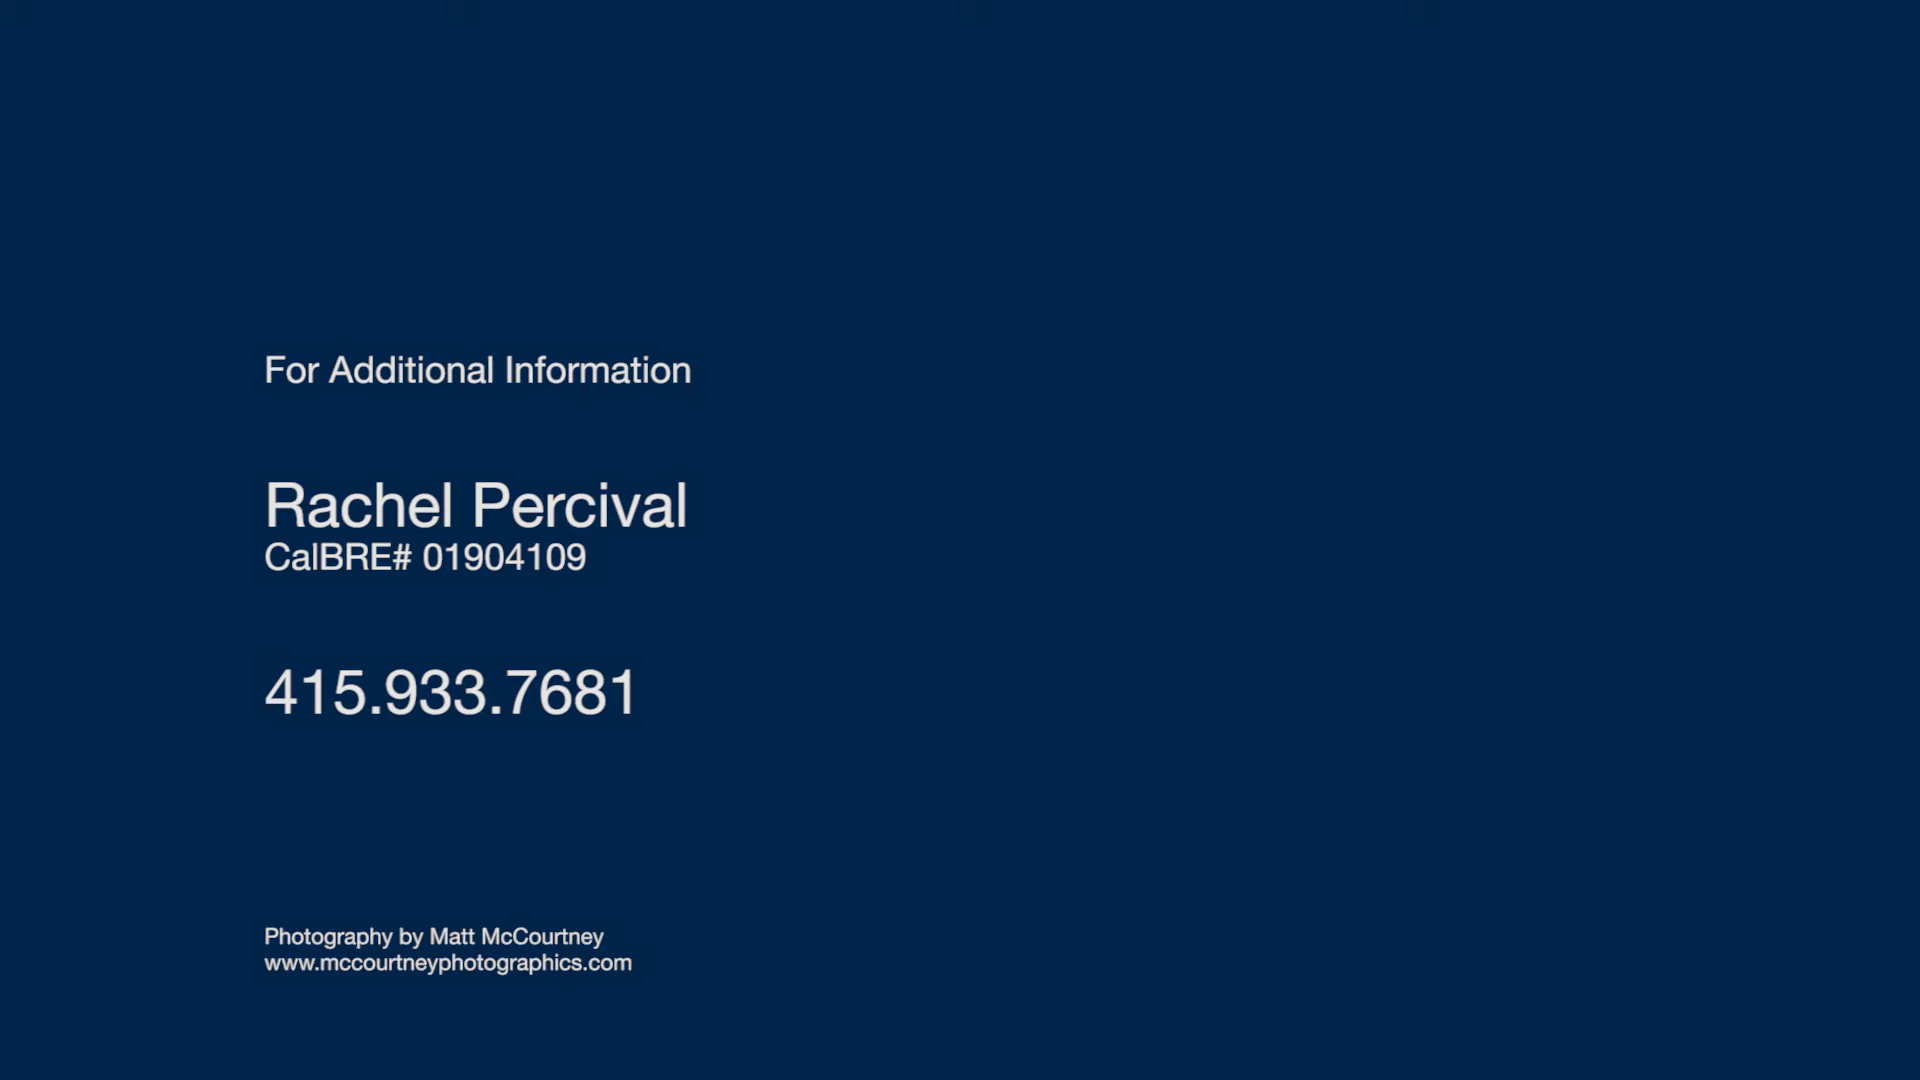 For Additional Information
Rachel Percival
CalBRE# 01904109
415.933.7681
Photography by Matt McCourtney
www.mccourtneyphotographics.com